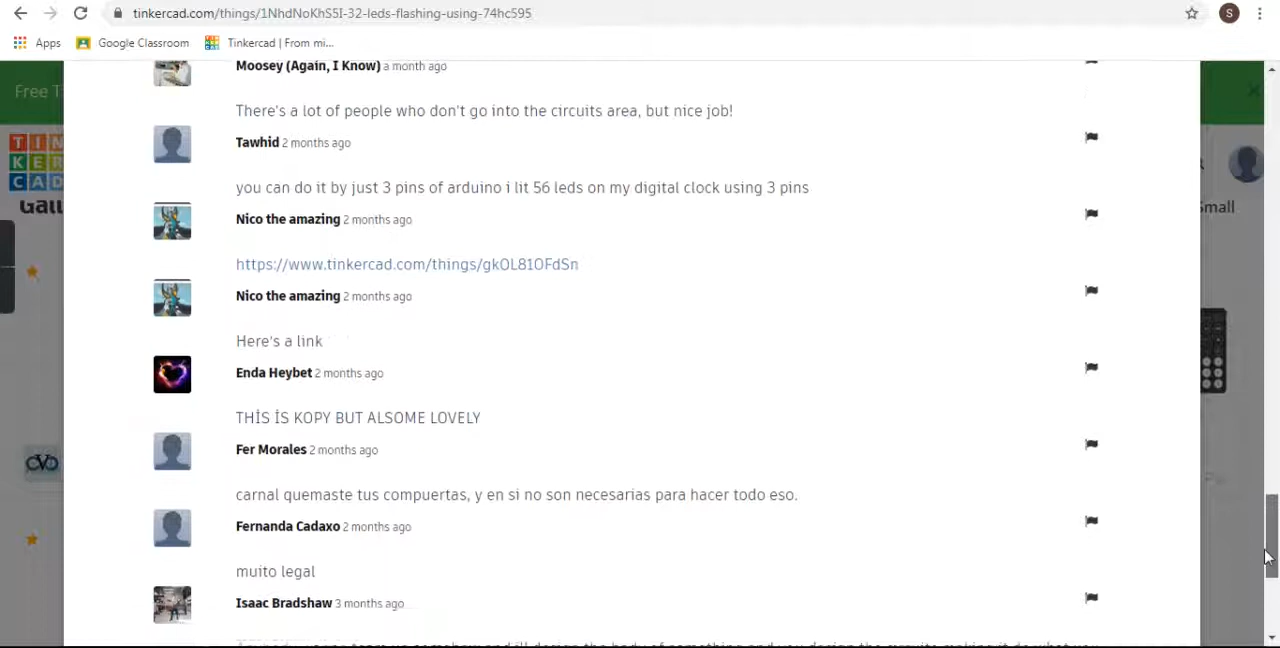 tinkercad.com/things/1NhdNoKhS5I-32-leds-flashing-using-74hc595
S
Apps Google Classroom Tinkercad | From mi...
Free T
TIN
KER
CAD
Small
Moosey (Again, I Know) a month ago
There's a lot of people who don't go into the circuits area, but nice job!
Tawhid 2 months ago
you can do it by just 3 pins of arduino i lit 56 leds on my digital clock using 3 pins
Nico the amazing 2 months ago
https://www.tinkercad.com/things/gkOL81OFdSn
Nico the amazing 2 months ago
Here's a link
Enda Heybet 2 months ago
THİS İS KOPY BUT ALSOME LOVELY
Fer Morales 2 months ago
carnal quemaste tus compuertas, y en si no son necesarias para hacer todo eso.
Fernanda Cadaxo 2 months ago
muito legal
Isaac Bradshaw 3 months ago